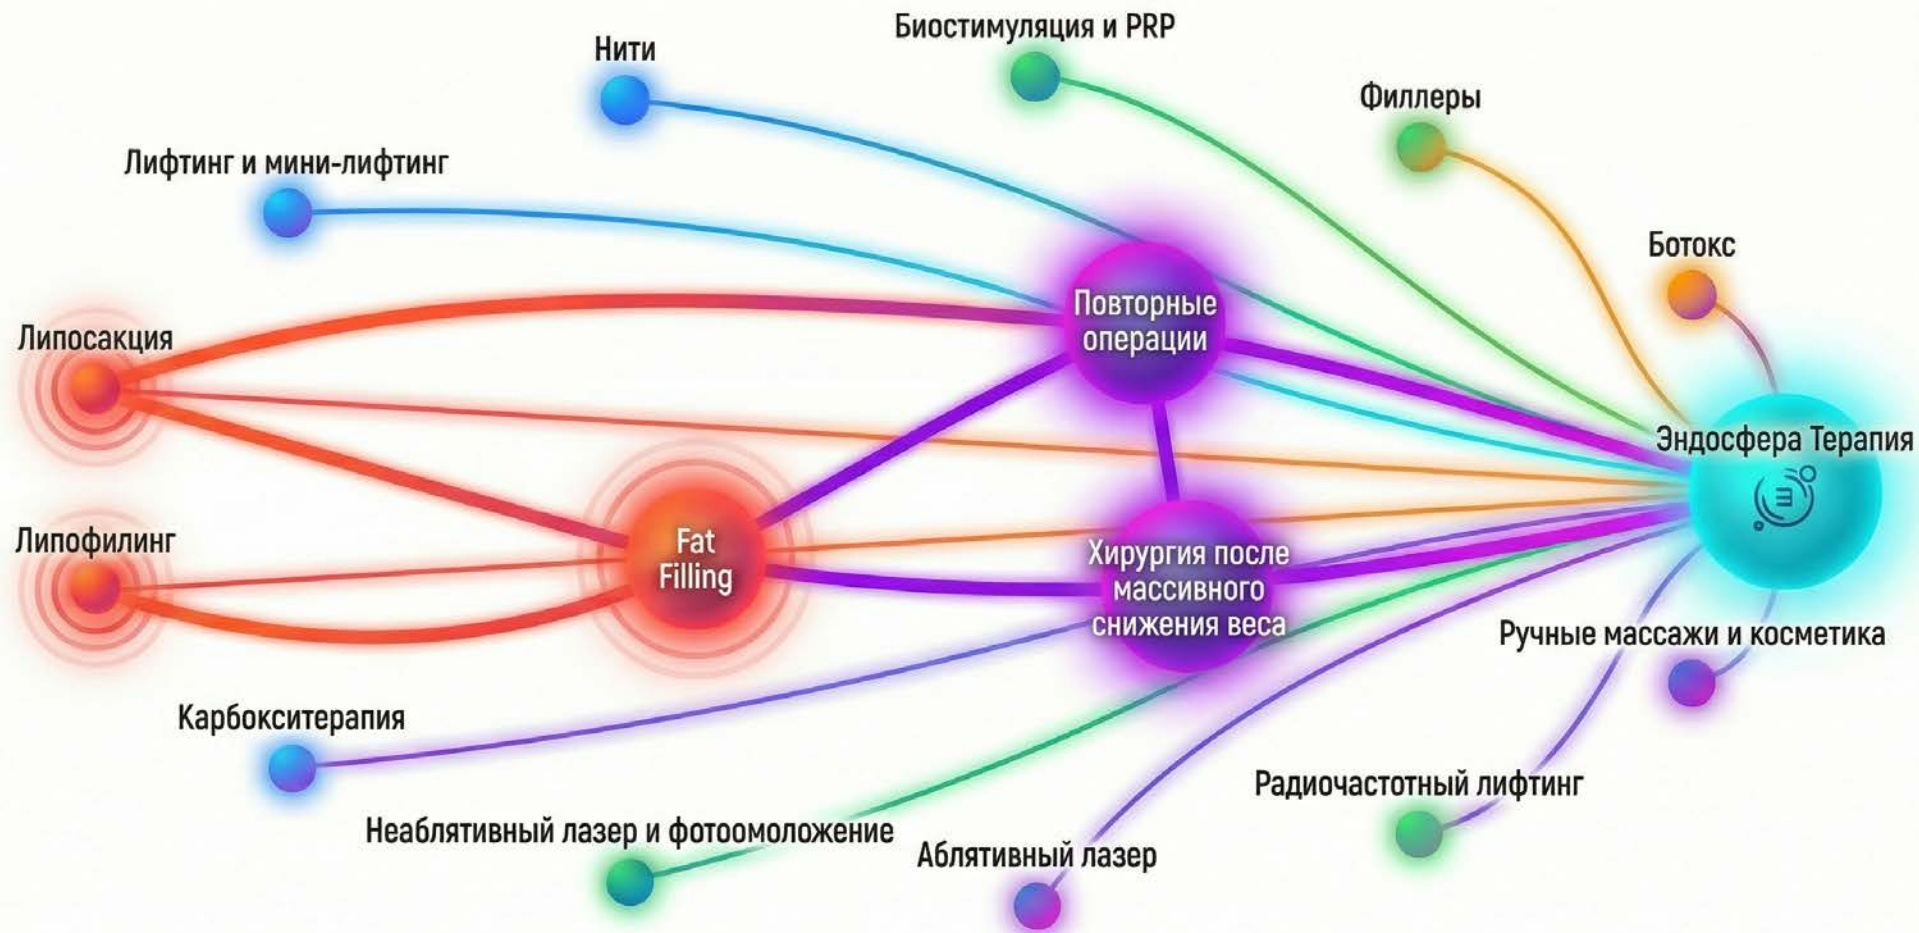 Биостимуляция и PRP
Нити
Филлеры
Лифтинг и мини-лифтинг
Ботокс
Повторные
операции
Липосакция
Эндосфера Терапия
Липофилинг
Fat
Filling
Хирургия после
массивного
снижения веса
Ручные массажи и косметика
Карбокситерапия
Радиочастотный лифтинг
Неаблятивный лазер и фотоомоложение
Аблятивный лазер